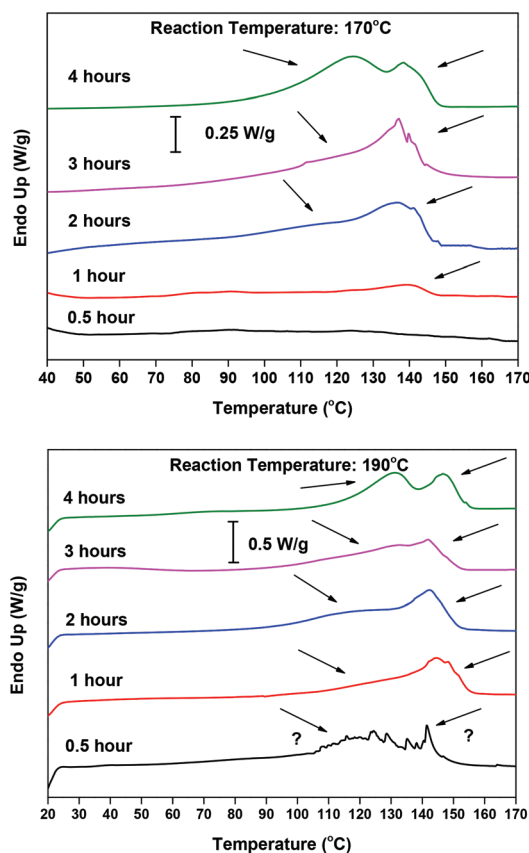 Reaction Temperature: 170°C
4 hours
0.25 W/g
3 hours
2 hours
1 hour
0.5 hour
Endo Up (W/g)
40 50 60 70 80 90 100 110 120 130 140 150 160 170
Temperature (°C)
Reaction Temperature: 190°C
4 hours
0.5 W/g
3 hours
2 hours
1 hour
0.5 hour
? ?
Endo Up (W/g)
20 30 40 50 60 70 80 90 100 110 120 130 140 150 160 170
Temperature (°C)